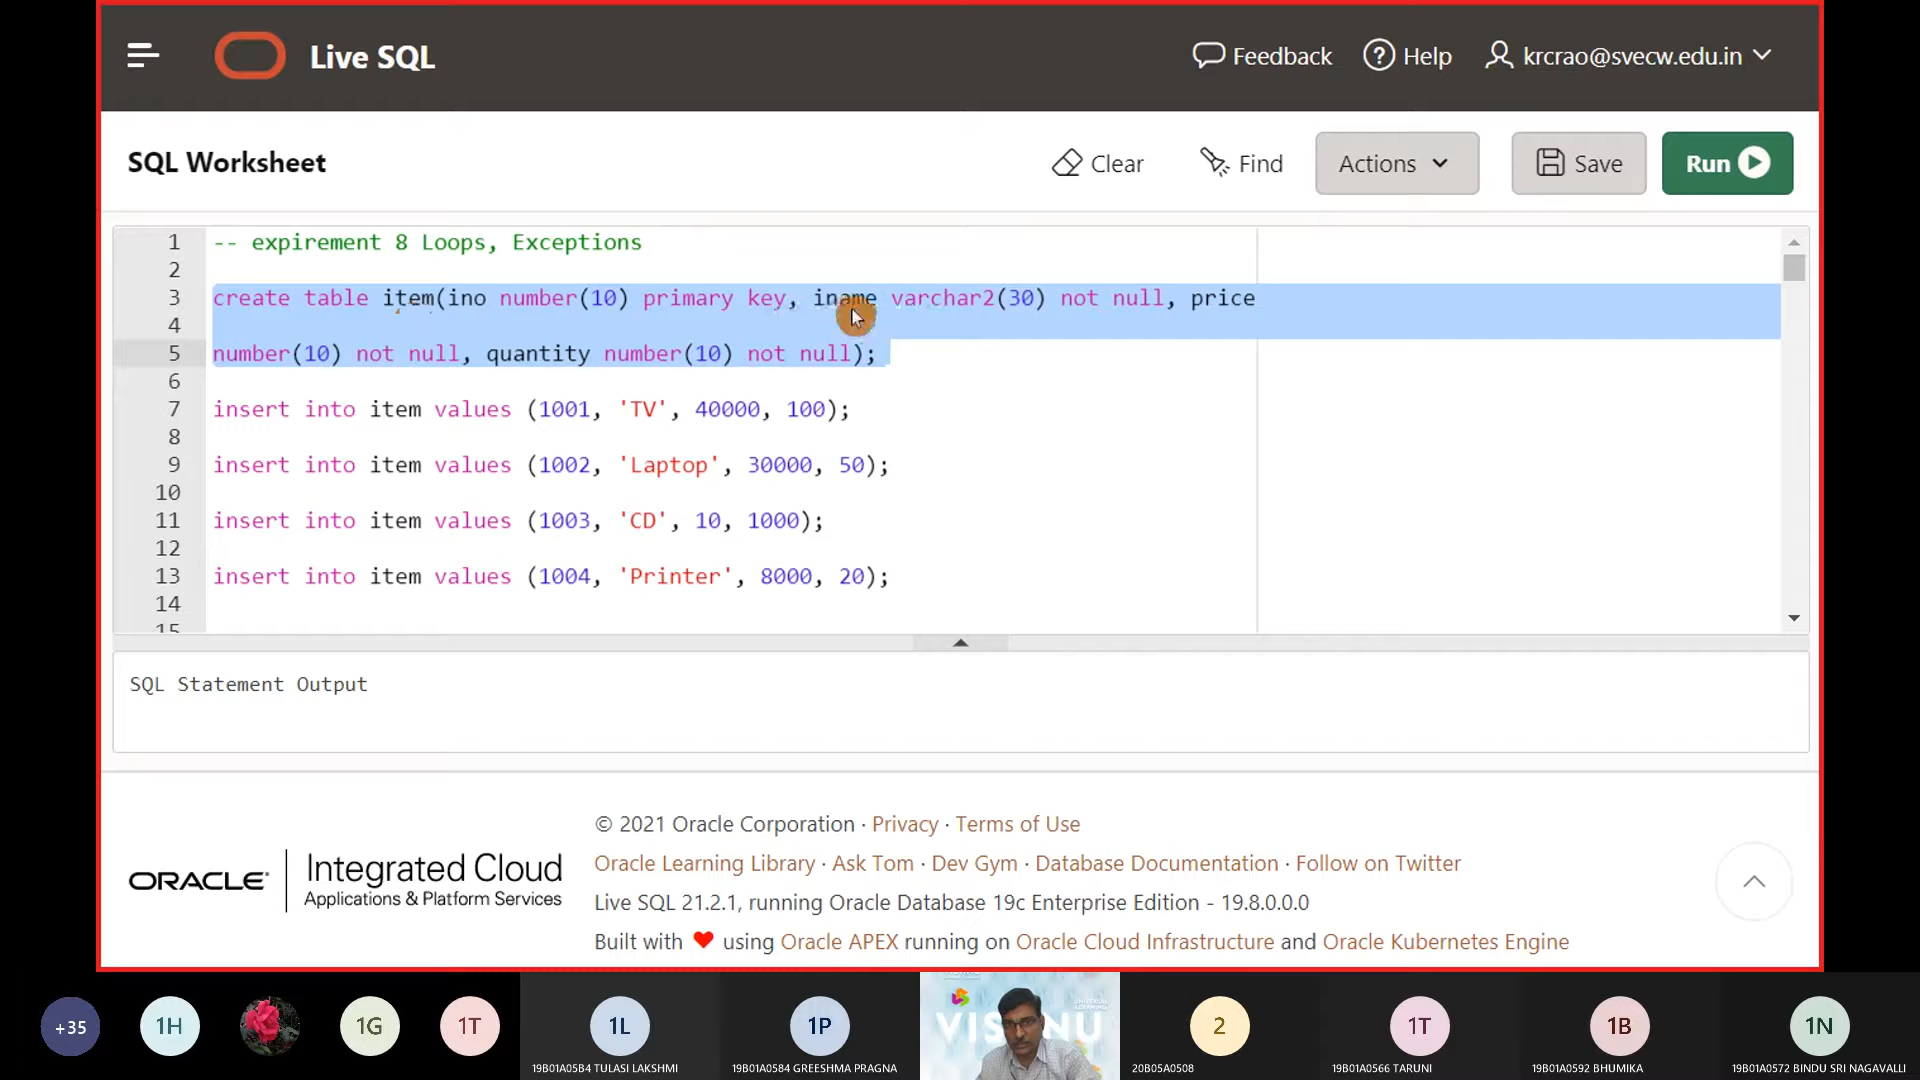 Live SQL
Feedback
Help
krcrao@svecw.edu.in
SQL Worksheet
Clear
Find
Actions
Save
Run
1 -- expirement 8 Loops, Exceptions
2
3 create table item(ino number(10) primary key, iname varchar2(30) not null, price
4
5 number(10) not null, quantity number(10) not null);
6
7 insert into item values (1001, 'TV', 40000, 100);
8
9 insert into item values (1002, 'Laptop', 30000, 50);
10
11 insert into item values (1003, 'CD', 10, 1000);
12
13 insert into item values (1004, 'Printer', 8000, 20);
14
15
SQL Statement Output
ORACLE
Integrated Cloud
Applications & Platform Services
© 2021 Oracle Corporation · Privacy · Terms of Use
Oracle Learning Library · Ask Tom · Dev Gym · Database Documentation · Follow on Twitter
Live SQL 21.2.1, running Oracle Database 19c Enterprise Edition - 19.8.0.0.0
Built with ❤ using Oracle APEX running on Oracle Cloud Infrastructure and Oracle Kubernetes Engine
+35
1H
1G
1T
1L
1P
2
1T
1B
1N
19B01A05B4 TULASI LAKSHMI
19B01A0584 GREESHMA PRAGNA
20B05A0508
19B01A0566 TARUNI
19B01A0592 BHUMIKA
19B01A0572 BINDU SRI NAGAVALLI